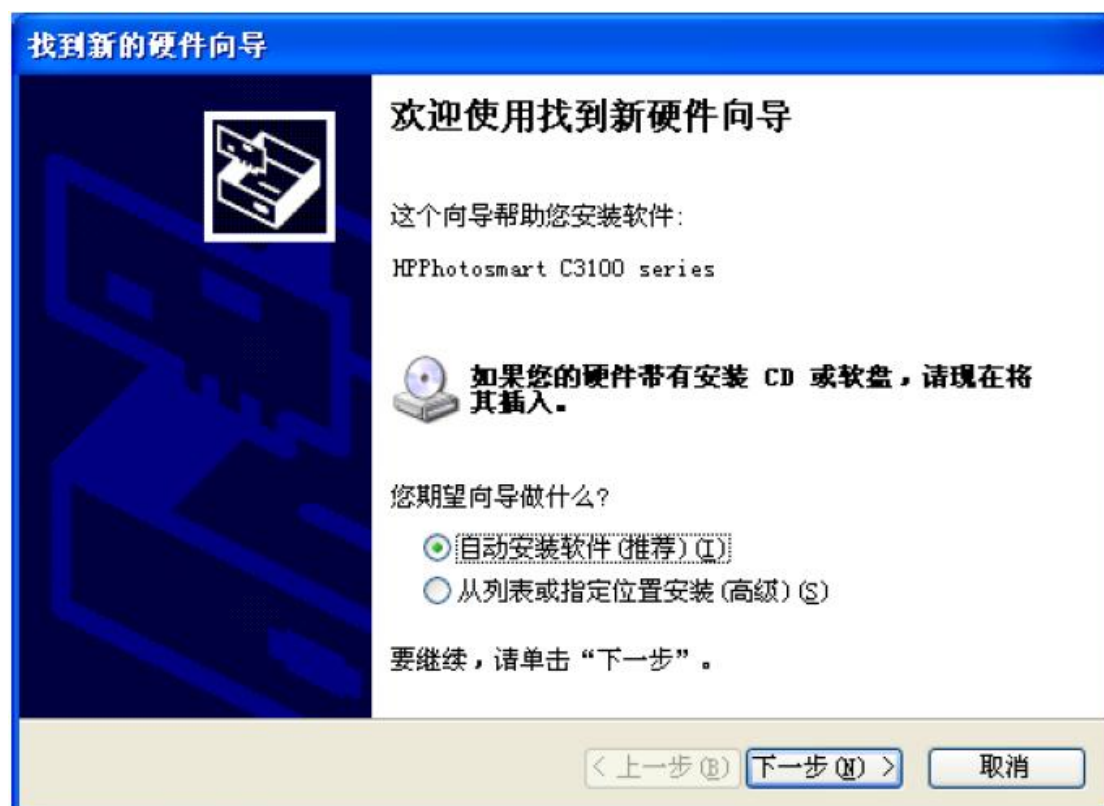 找到新的硬件向导
欢迎使用找到新硬件向导
这个向导帮助您安装软件:
HPPhotosmart C3100 series
如果您的硬件带有安装 CD 或软盘，请现在将
其插入。
您期望向导做什么?
自动安装软件(推荐)(I)
从列表或指定位置安装(高级)(S)
要继续，请单击“下一步”。
< 上一步(B) 下一步(N) > 取消